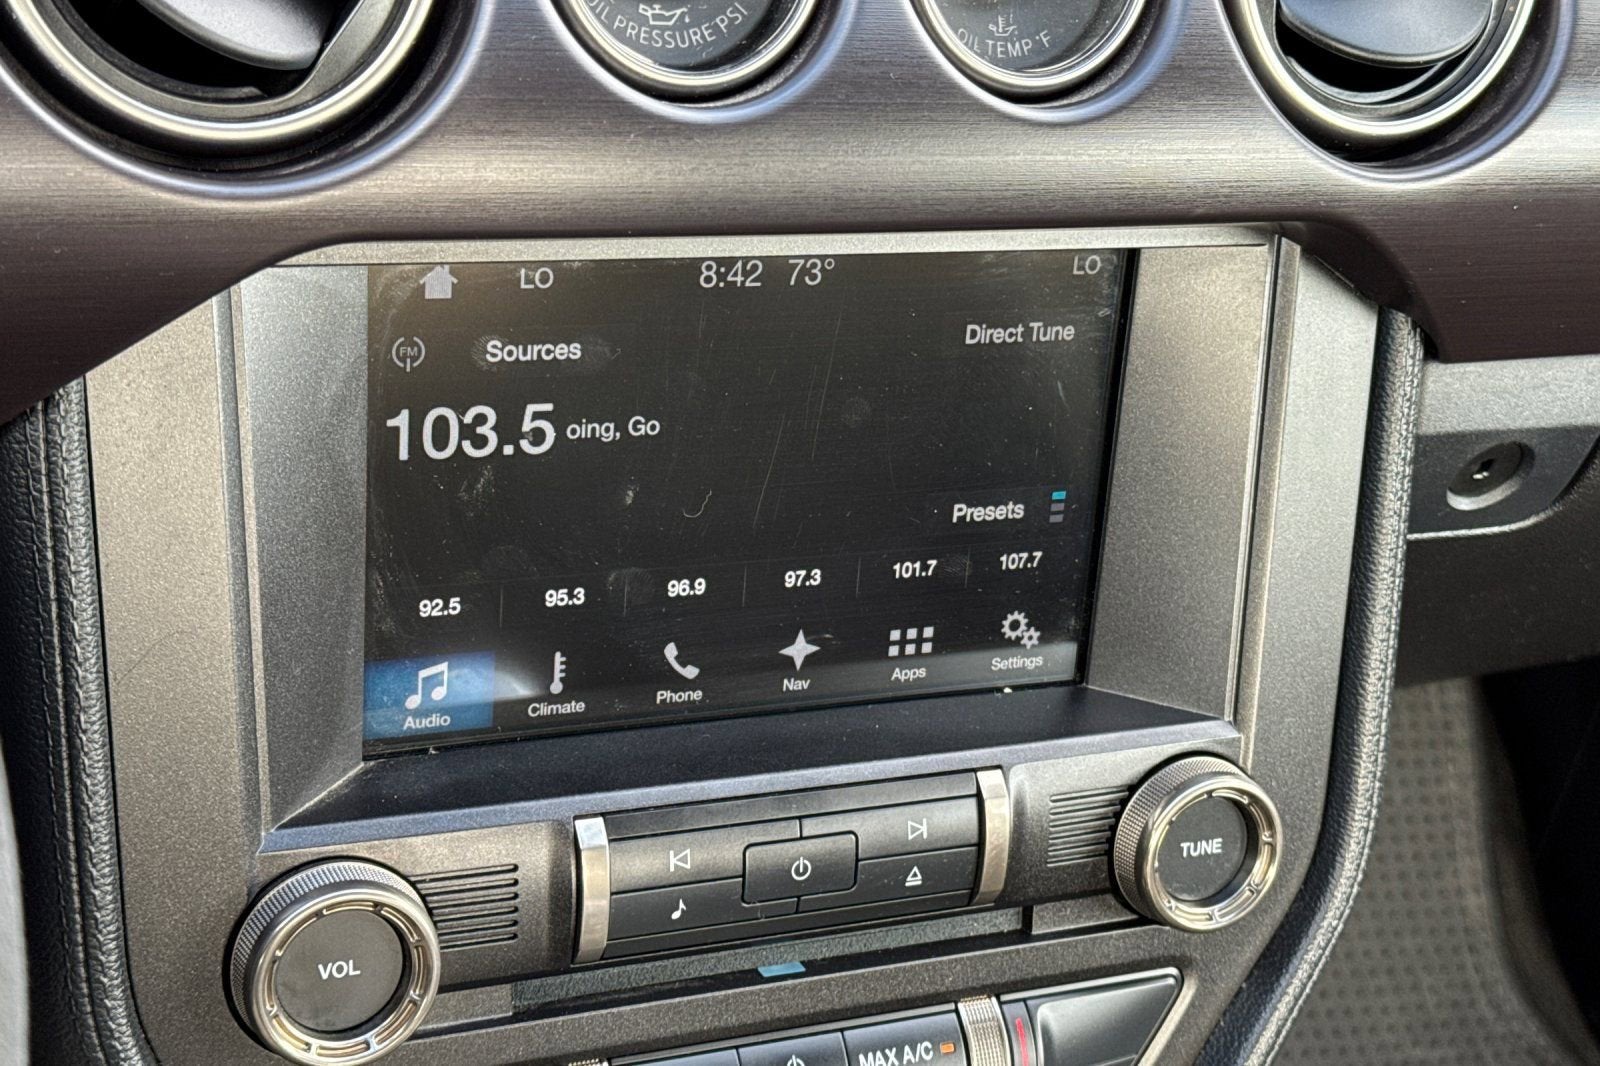 OIL PRESSURE PSI
OIL TEMP °F
LO 8:42 73° LO
FM Sources Direct Tune
103.5 oing, Go
Presets
92.5 95.3 96.9 97.3 101.7 107.7
Audio Climate Phone Nav Apps Settings
VOL
TUNE
MAX A/C